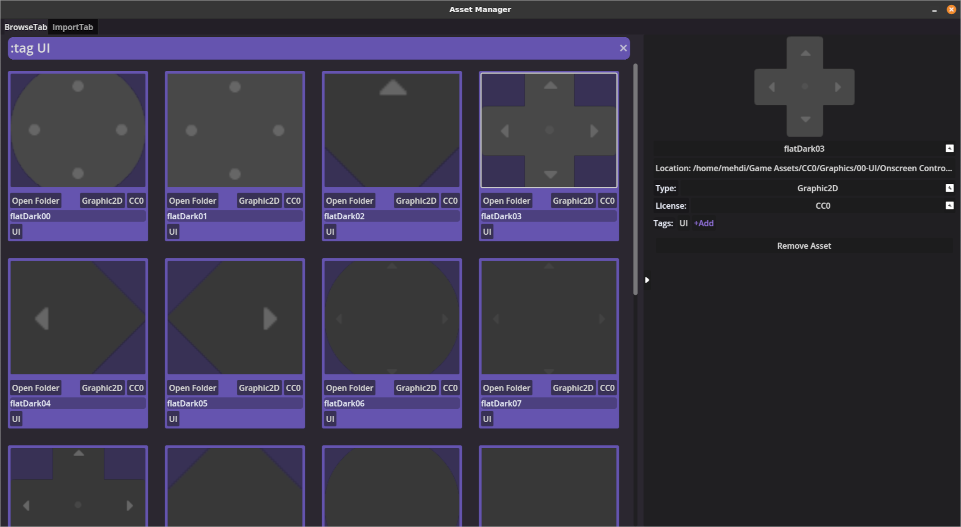 Asset Manager
BrowseTab ImportTab
:tag UI
Open Folder Graphic2D CC0
flatDark00
UI
Open Folder Graphic2D CC0
flatDark01
UI
Open Folder Graphic2D CC0
flatDark02
UI
Open Folder Graphic2D CC0
flatDark03
UI
Open Folder Graphic2D CC0
flatDark04
UI
Open Folder Graphic2D CC0
flatDark05
UI
Open Folder Graphic2D CC0
flatDark06
UI
Open Folder Graphic2D CC0
flatDark07
UI
flatDark03
Location: /home/mehdi/Game Assets/CC0/Graphics/00-UI/Onscreen Contro...
Type: Graphic2D
License: CC0
Tags: UI +Add
Remove Asset